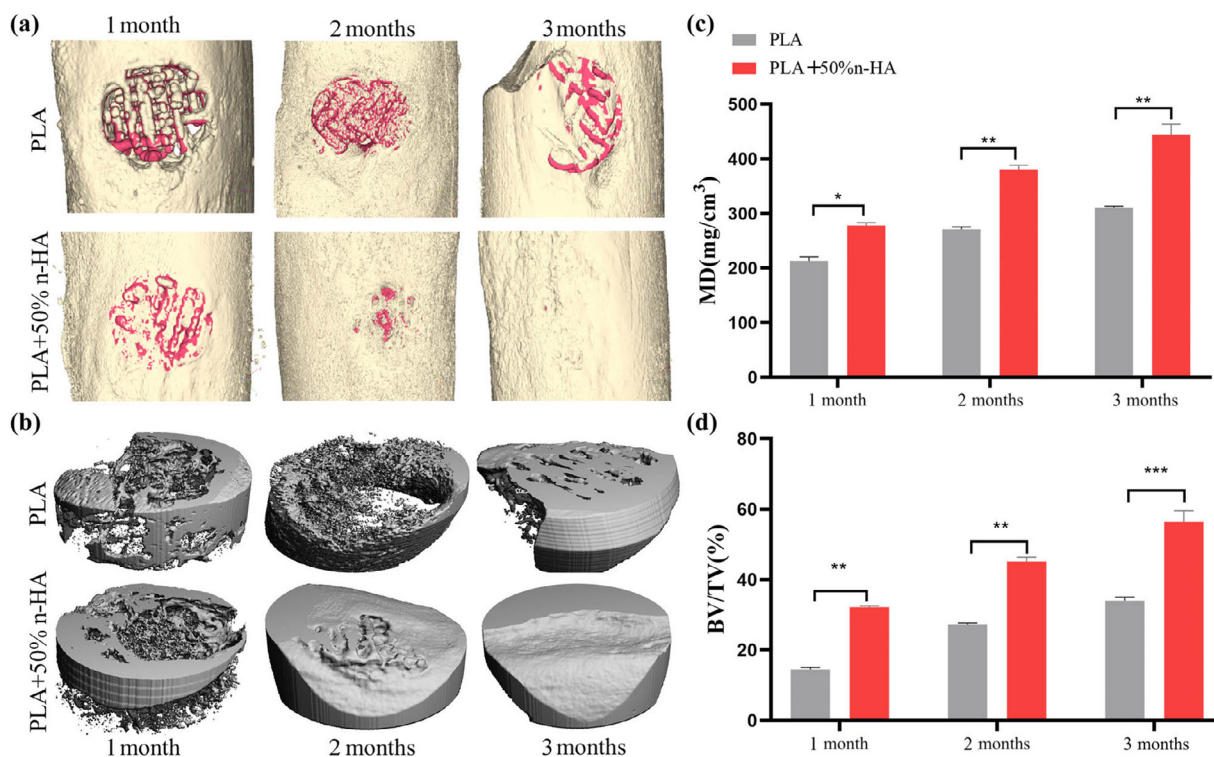 (a)
1 month
2 months
3 months
PLA
PLA+50% n-HA
(b)
PLA
PLA+50% n-HA
1 month
2 months
3 months
(c)
PLA
PLA+50%n-HA
MD(mg/cm³)
500
400
300
200
100
0
*
**
**
1 month
2 months
3 months
(d)
BV/TV(%)
80
60
40
20
0
**
**
***
1 month
2 months
3 months